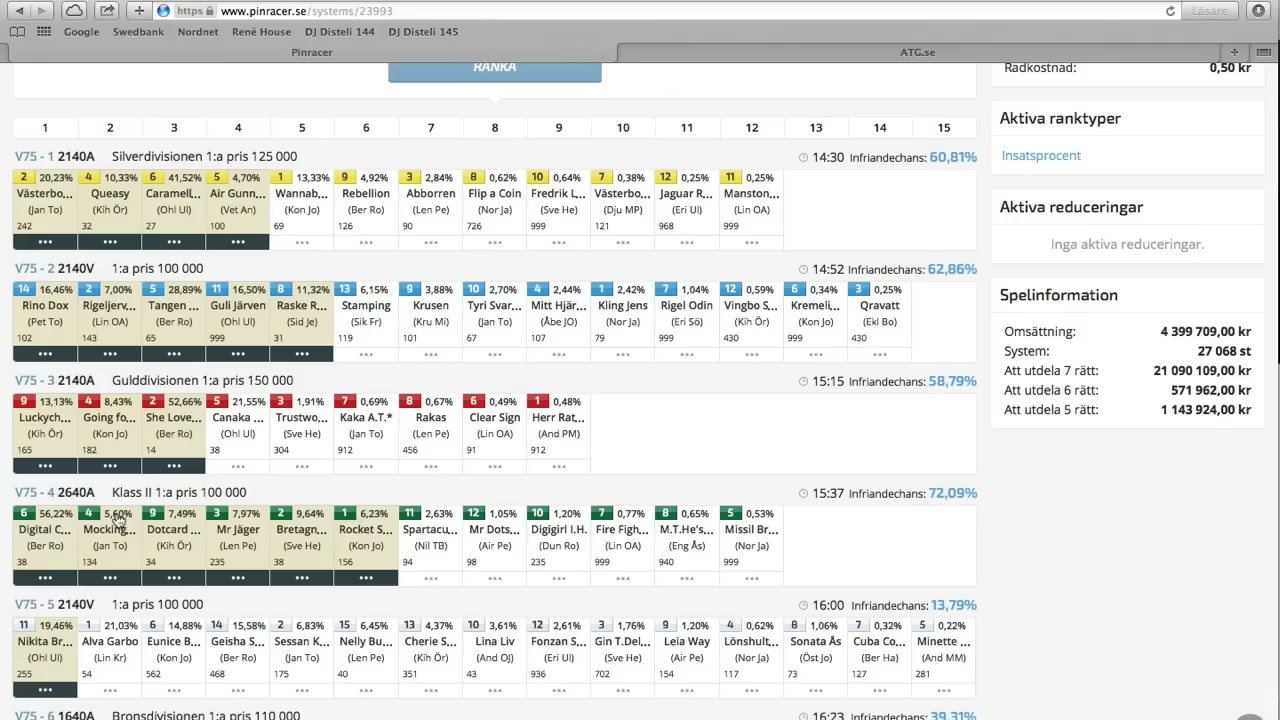 https www.pinracer.se/systems/23993 Läsare
Google Swedbank Nordnet Renè House DJ Disteli 144 DJ Disteli 145
Pinracer ATG.se
RANKA
Radkostnad: 0,50 kr
1 2 3 4 5 6 7 8 9 10 11 12 13 14 15
Aktiva ranktyper
Insatsprocent
Aktiva reduceringar
Inga aktiva reduceringar.
Spelinformation
Omsättning: 4 399 709,00 kr
System: 27 068 st
Att utdela 7 rätt: 21 090 109,00 kr
Att utdela 6 rätt: 571 962,00 kr
Att utdela 5 rätt: 1 143 924,00 kr
V75 - 1 2140A Silverdivisionen 1:a pris 125 000 14:30 Infriandechans: 60,81%
2 20,23% 4 10,33% 6 41,52% 5 4,70% 1 13,33% 9 4,92% 3 2,84% 8 0,62% 10 0,64% 7 0,38% 12 0,25% 11 0,25%
Västerbo... Queasy Caramell... Air Gunn... Wannab... Rebellion Abborren Flip a Coin Fredrik L... Västerbo... Jaguar R... Manston...
(Jan To) (Kih Ör) (Ohl Ul) (Vet An) (Kon Jo) (Ber Ro) (Len Pe) (Nor Ja) (Sve He) (Dju MP) (Eri Ul) (Lin OA)
242 32 27 100 69 126 90 726 999 121 968 999
V75 - 2 2140V 1:a pris 100 000 14:52 Infriandechans: 62,86%
14 16,46% 2 7,00% 5 28,89% 11 16,50% 8 11,32% 13 6,15% 9 3,88% 10 2,70% 4 2,44% 1 2,42% 7 1,04% 12 0,59% 6 0,34% 3 0,25%
Rino Dox Rigeljerv,... Tangen ... Guli Järven Raske R... Stamping Krusen Tyri Svar... Mitt Hjär... Kling Jens Rigel Odin Vingbo S... Kremeli,... Qravatt
(Pet To) (Lin OA) (Ber Ro) (Ohl Ul) (Sid Je) (Sik Fr) (Kru Mi) (Jan To) (Åbe JO) (Nor Ja) (Eri Sö) (Kih Ör) (Kon Jo) (Ekl Bo)
102 143 65 999 31 119 101 67 107 79 999 430 999 430
V75 - 3 2140A Gulddivisionen 1:a pris 150 000 15:15 Infriandechans: 58,79%
9 13,13% 4 8,43% 2 52,66% 5 21,55% 3 1,91% 7 0,69% 8 0,67% 6 0,49% 1 0,48%
Luckych... Going fo... She Love... Canaka ... Trustwo... Kaka A.T.* Rakas Clear Sign Herr Rat...
(Kih Ör) (Kon Jo) (Ber Ro) (Ohl Ul) (Sve He) (Jan To) (Len Pe) (Lin OA) (And PM)
165 182 14 38 304 912 456 91 912
V75 - 4 2640A Klass II 1:a pris 100 000 15:37 Infriandechans: 72,09%
6 56,22% 4 5,60% 9 7,49% 3 7,97% 2 9,64% 1 6,23% 11 2,63% 12 1,05% 10 1,20% 7 0,77% 8 0,65% 5 0,53%
Digital C... Mocking... Dotcard ... Mr Jäger Bretagn... Rocket S... Spartacu... Mr Dots... Digigirl I.H. Fire Figh... M.T.He's... Missil Br...
(Ber Ro) (Jan To) (Kih Ör) (Len Pe) (Sve He) (Kon Jo) (Nil TB) (Air Pe) (Dun Ro) (Lin OA) (Eng Ås) (Nor Ja)
38 134 34 235 38 156 94 98 235 999 940 999
V75 - 5 2140V 1:a pris 100 000 16:00 Infriandechans: 13,79%
11 19,46% 1 21,03% 6 14,88% 14 15,58% 2 6,83% 15 6,45% 13 4,37% 10 3,61% 12 2,61% 3 1,76% 9 1,20% 4 0,62% 8 1,06% 7 0,32% 5 0,22%
Nikita Br... Alva Garbo Eunice B... Geisha S... Sessan K... Nelly Bu... Cherie S... Lina Liv Fonzan S... Gin T.Del... Leia Way Lönshult... Sonata Ås Cuba Co... Minette ...
(Ohl Ul) (Lin Kr) (Kon Jo) (Ber Ro) (Jan To) (Len Pe) (Kih Ör) (And OJ) (Eri Ul) (Sve He) (Air Pe) (Nor Ja) (Öst Jo) (Ber Ha) (And MM)
255 54 562 468 175 40 351 43 936 702 154 117 73 127 281
V75 - 6 1640A Bronsdivisionen 1:a pris 110 000 16:23 Infriandechans: 39,31%